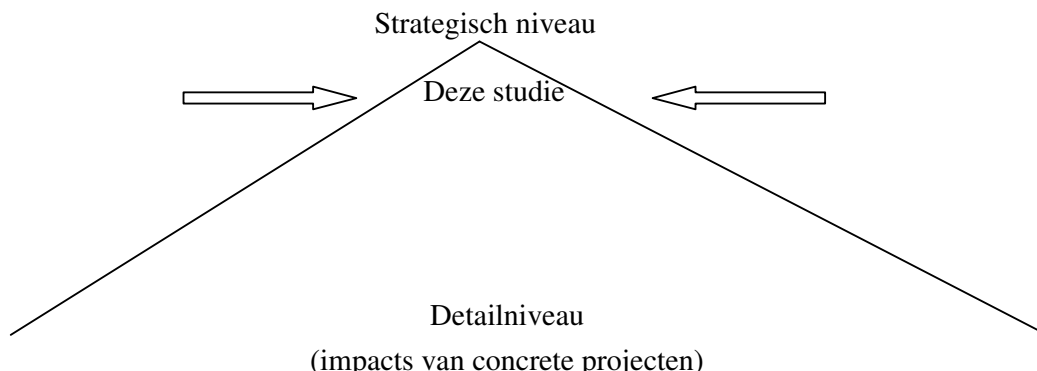 Strategisch niveau
Deze studie
Detailniveau
(impacts van concrete projecten)